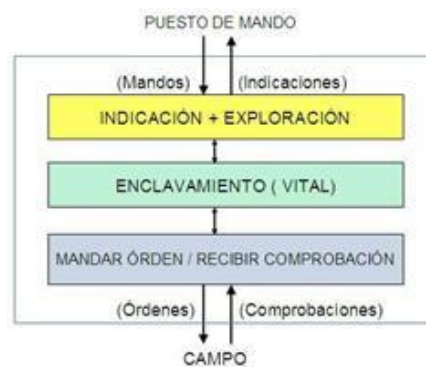 PUESTO DE MANDO
(Mandos) (Indicaciones)
INDICACIÓN + EXPLORACIÓN
ENCLAVAMIENTO ( VITAL)
MANDAR ÓRDEN / RECIBIR COMPROBACIÓN
(Órdenes) (Comprobaciones)
CAMPO